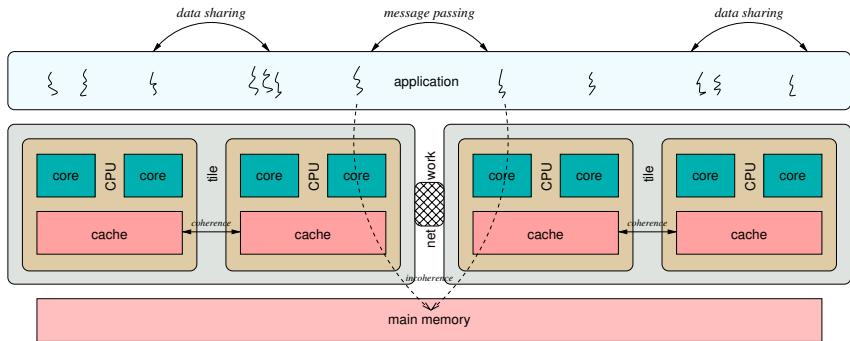 data sharing
message passing
data sharing
application
core
CPU
core
tile
core
CPU
core
net work
core
CPU
core
tile
core
CPU
core
cache
coherence
cache
cache
coherence
cache
incoherence
main memory